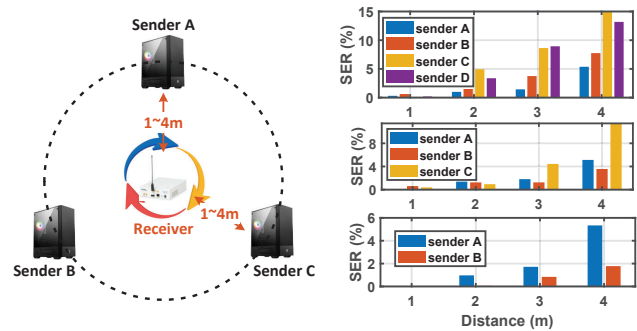 Sender A
1~4m
1~4m
Receiver
Sender B
Sender C
15
10
5
0
SER (%)
sender A
sender B
sender C
sender D
1 2 3 4
8
4
0
SER (%)
sender A
sender B
sender C
1 2 3 4
6
4
2
0
SER (%)
sender A
sender B
1 2 3 4
Distance (m)